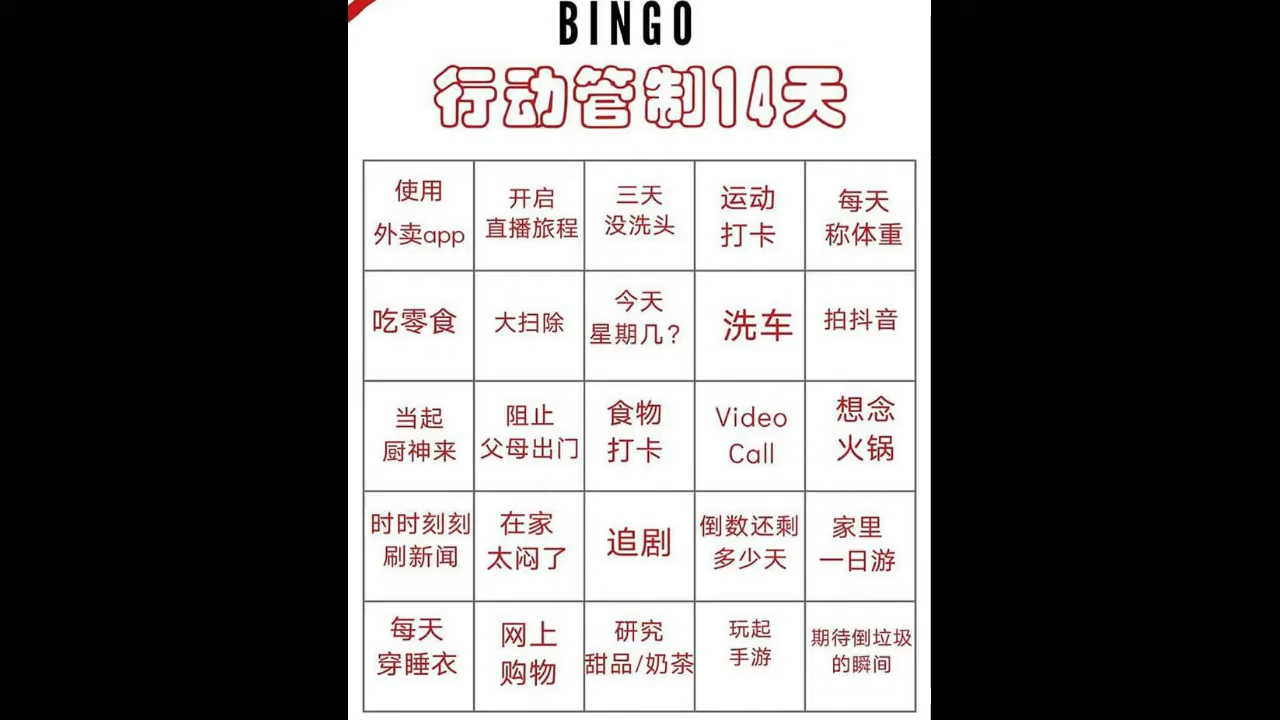 BINGO
行动管制14天
使用
外卖app
开启
直播旅程
三天
没洗头
运动
打卡
每天
称体重
吃零食
大扫除
今天
星期几?
洗车
拍抖音
当起
厨神来
阻止
父母出门
食物
打卡
Video
Call
想念
火锅
时时刻刻
刷新闻
在家
太闷了
追剧
倒数还剩
多少天
家里
一日游
每天
穿睡衣
网上
购物
研究
甜品/奶茶
玩起
手游
期待倒垃圾
的瞬间